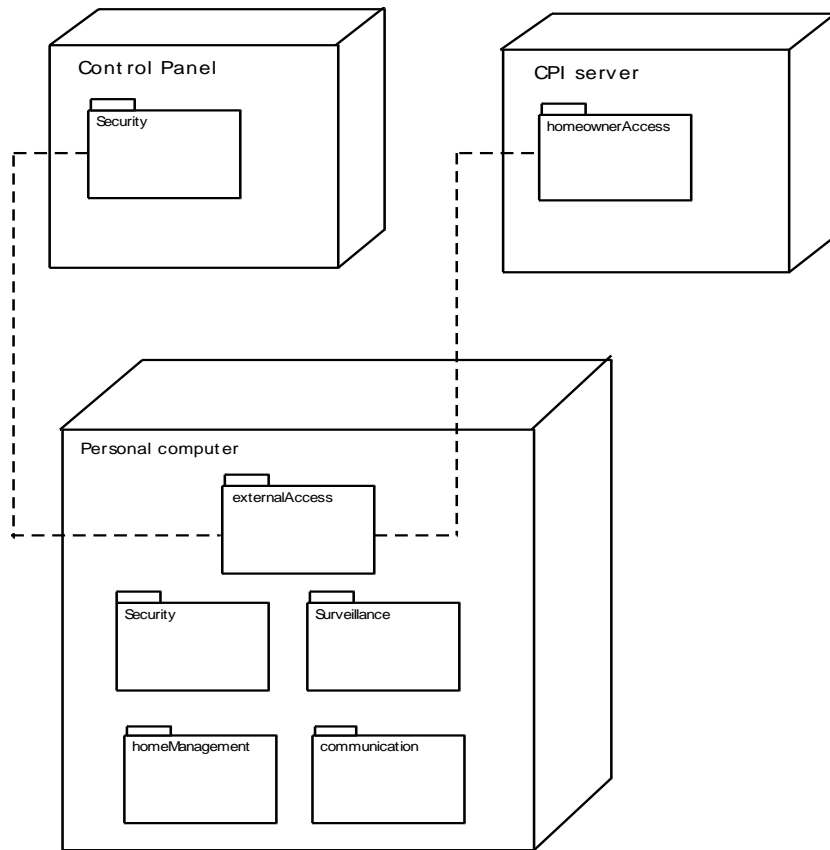 Control Panel
CPI server
Security
homeownerAccess
Personal computer
externalAccess
Security
Surveillance
homeManagement
communication